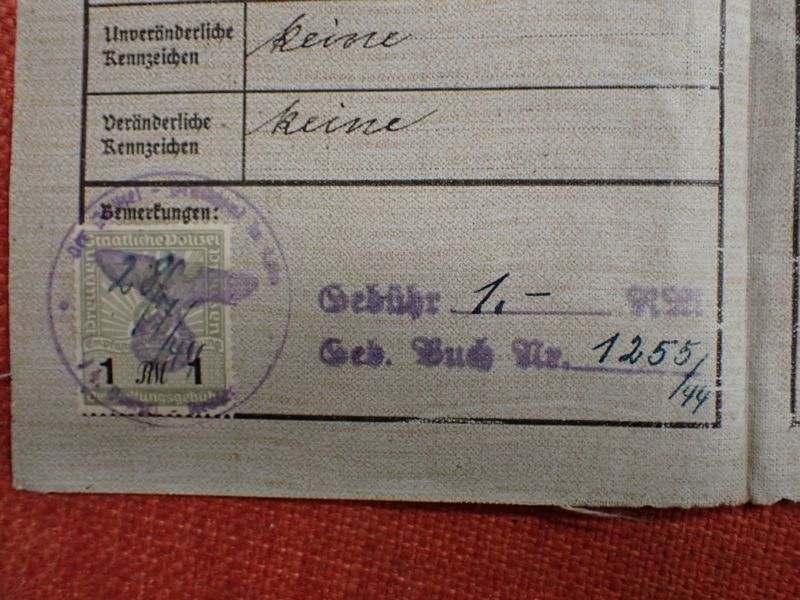 Unveränderliche
Kennzeichen
keine
Veränderliche
Kennzeichen
keine
Bemerkungen:
Staatliche Polizei
Preußen
1 RM 1
Gebühr 1,- RM
Geb. Buch Nr. 1255/44